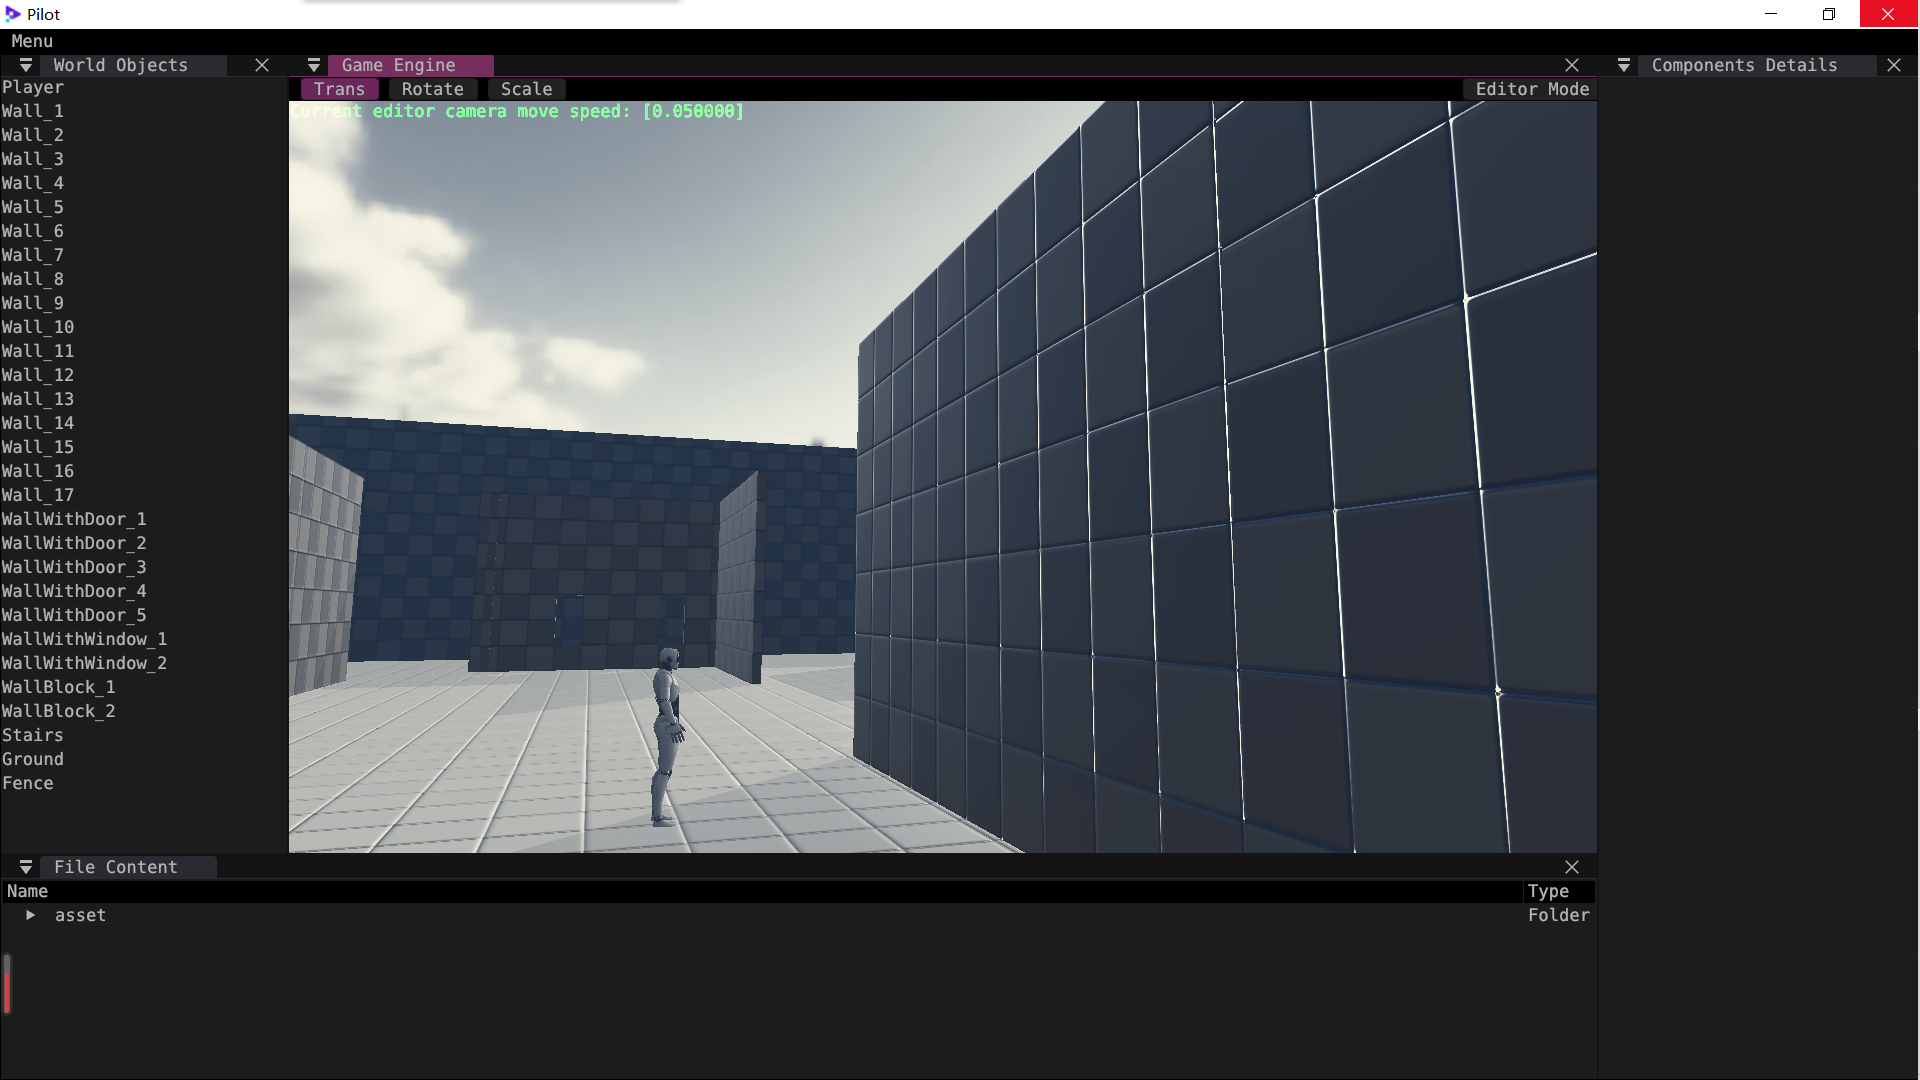 Pilot
Menu
World Objects
Player
Wall_1
Wall_2
Wall_3
Wall_4
Wall_5
Wall_6
Wall_7
Wall_8
Wall_9
Wall_10
Wall_11
Wall_12
Wall_13
Wall_14
Wall_15
Wall_16
Wall_17
WallWithDoor_1
WallWithDoor_2
WallWithDoor_3
WallWithDoor_4
WallWithDoor_5
WallWithWindow_1
WallWithWindow_2
WallBlock_1
WallBlock_2
Stairs
Ground
Fence
Game Engine
Trans Rotate Scale Editor Mode
Current editor camera move speed: [0.050000]
Components Details
File Content
Name Type
asset Folder